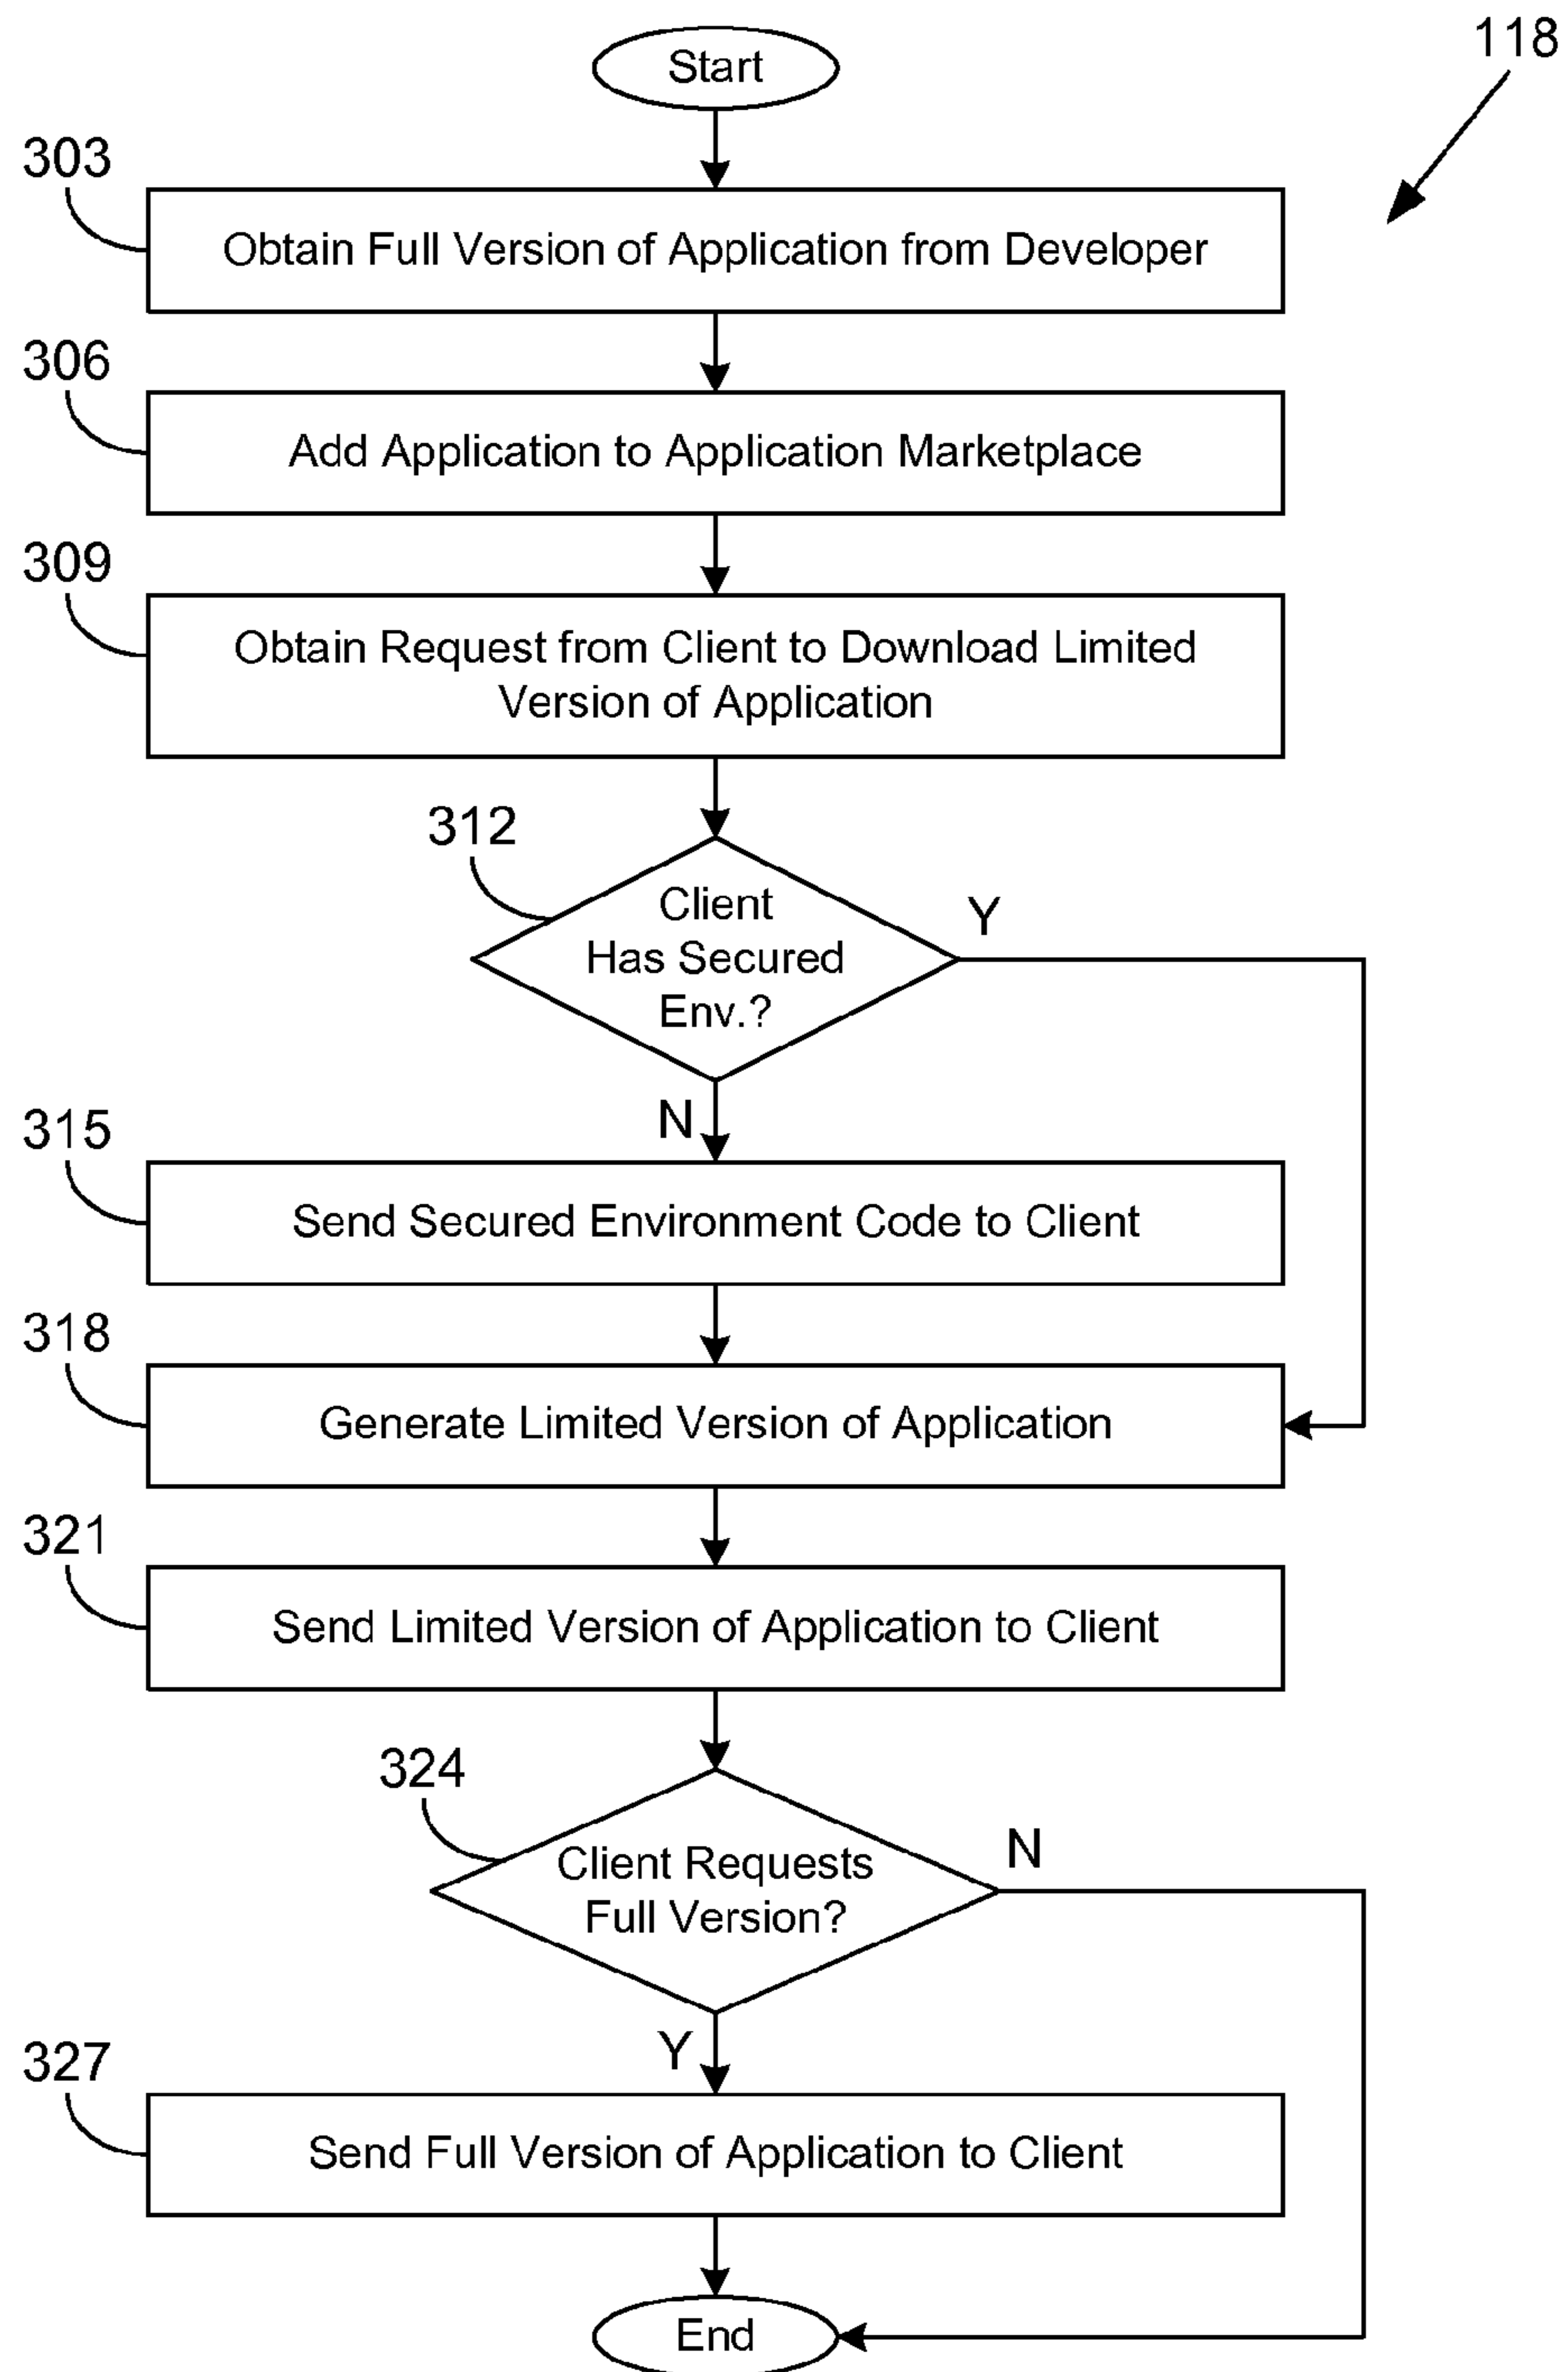 118
Start
303
Obtain Full Version of Application from Developer
306
Add Application to Application Marketplace
309
Obtain Request from Client to Download Limited
Version of Application
312
Client
Has Secured
Env.?
Y
N
315
Send Secured Environment Code to Client
318
Generate Limited Version of Application
321
Send Limited Version of Application to Client
324
Client Requests
Full Version?
N
Y
327
Send Full Version of Application to Client
End